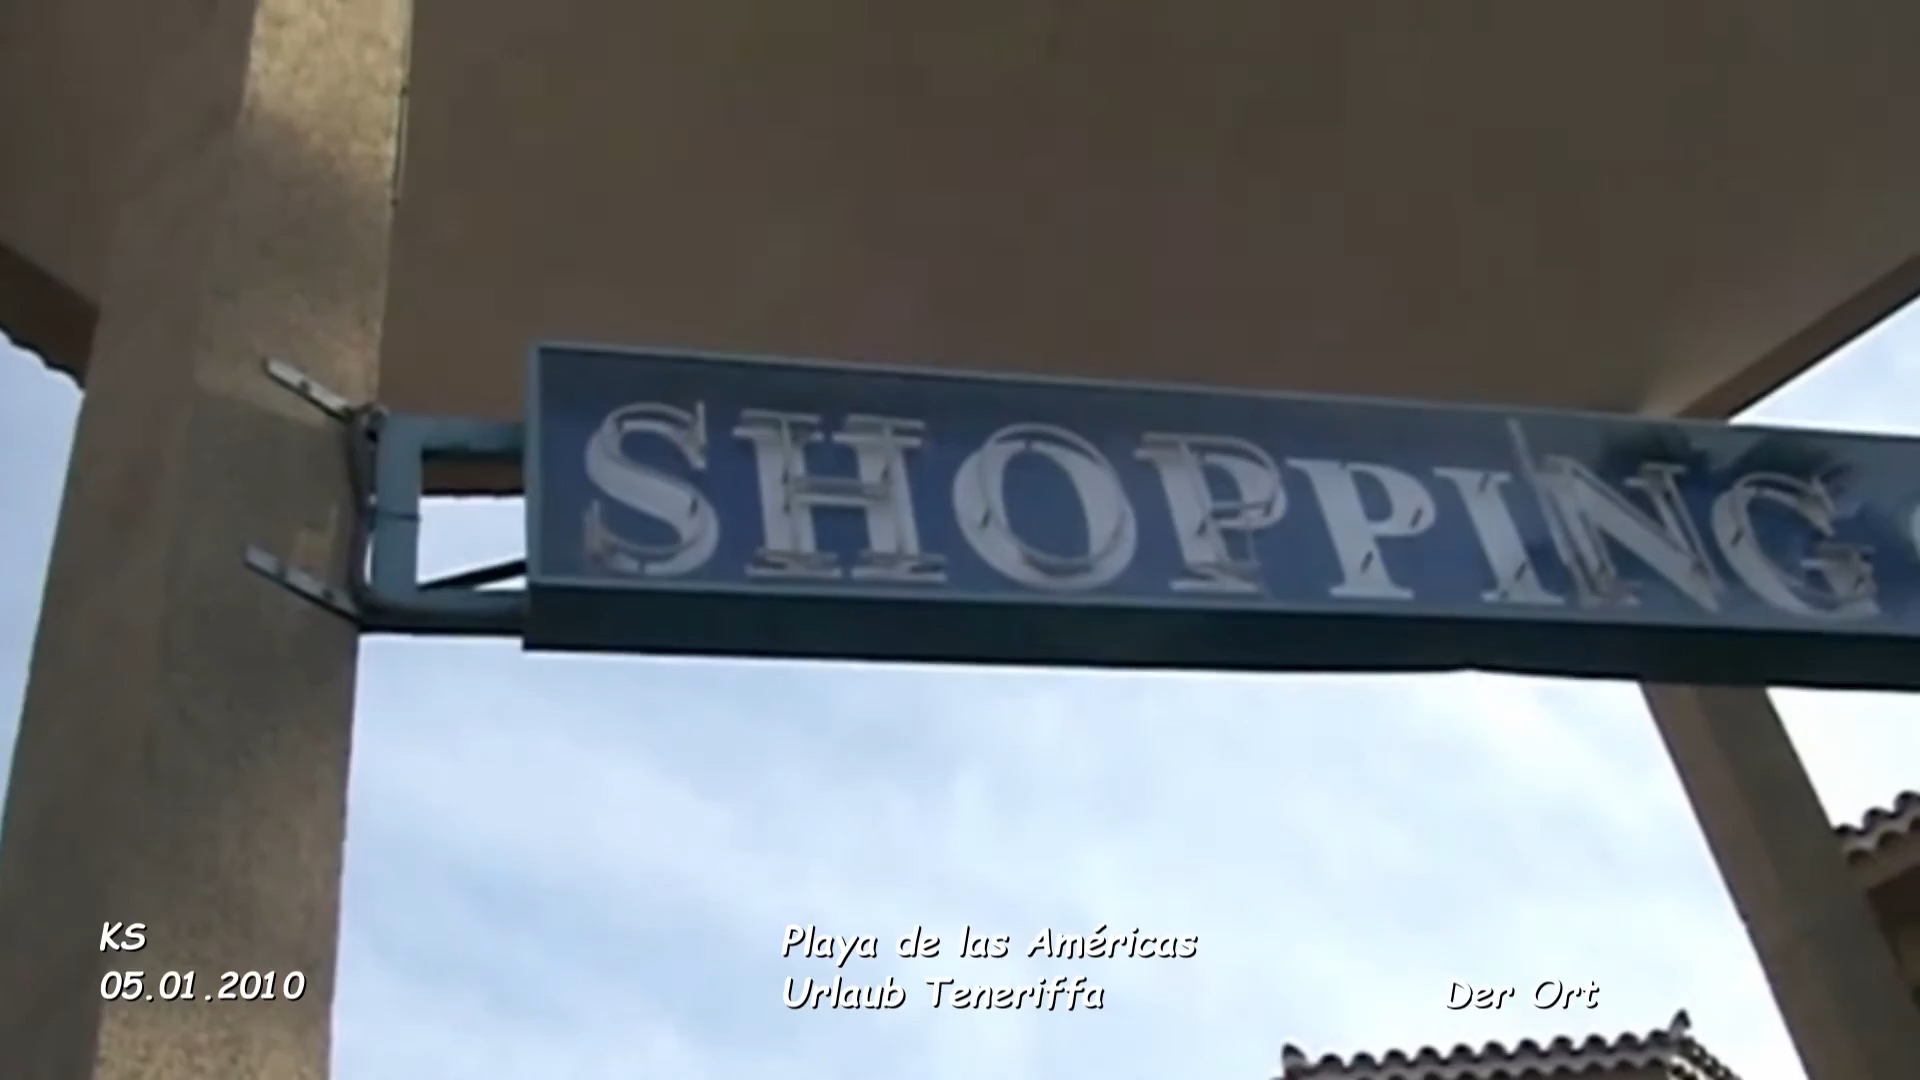 SHOPPING
KS
05.01.2010
Playa de las Américas
Urlaub Teneriffa
Der Ort